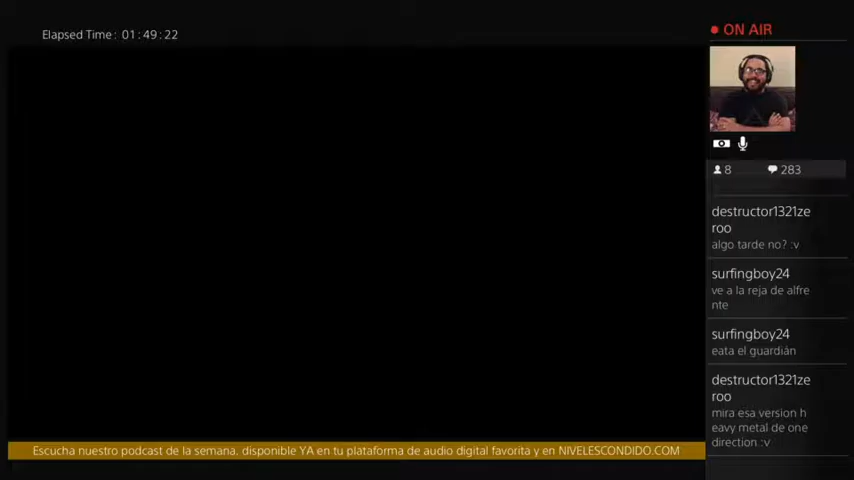 Elapsed Time: 01:49:22
ON AIR
8 283
destructor1321ze
roo
algo tarde no? :v
surfingboy24
ve a la reja de alfre
nte
surfingboy24
eata el guardián
destructor1321ze
roo
mira esa version h
eavy metal de one
direction :v
Escucha nuestro podcast de la semana, disponible YA en tu plataforma de audio digital favorita y en NIVELESCONDIDO.COM